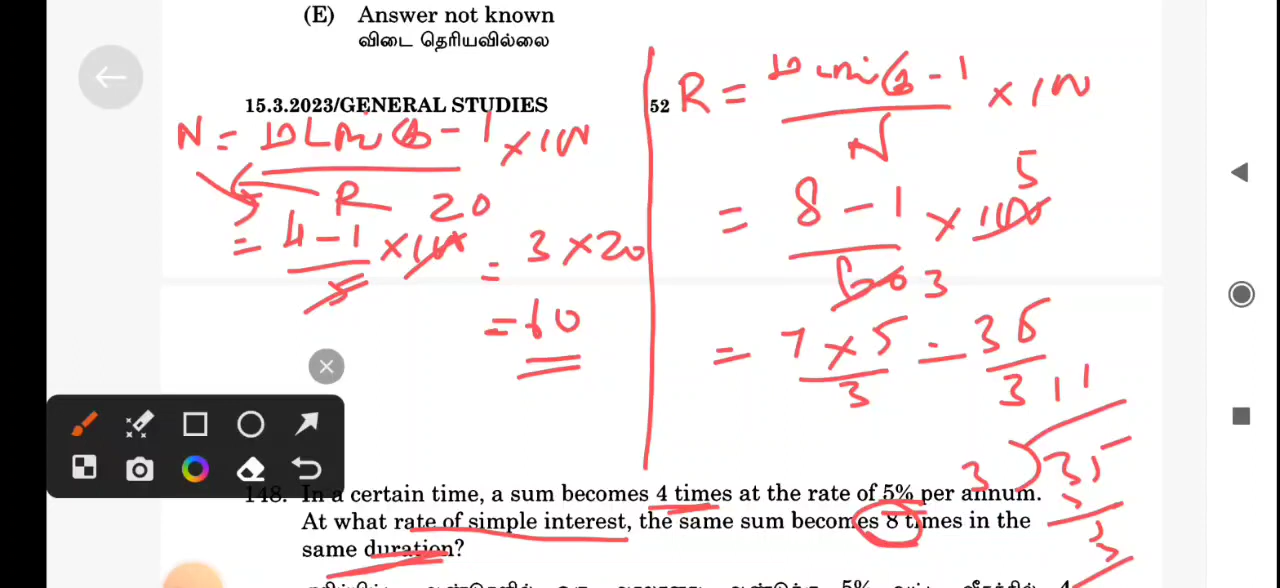 (E) Answer not known
விடை தெரியவில்லை
15.3.2023/GENERAL STUDIES
52
N = மடங்கு - 1 × 100
R
= 4 - 1 × 100 20
5
= 3 × 20
= 60
R = மடங்கு - 1 × 100
N
= 8 - 1 × 100 5
60 3
= 7 × 5 = 35
3 3
11
3 35
3
148. In a certain time, a sum becomes 4 times at the rate of 5% per annum.
At what rate of simple interest, the same sum becomes 8 times in the
same duration?